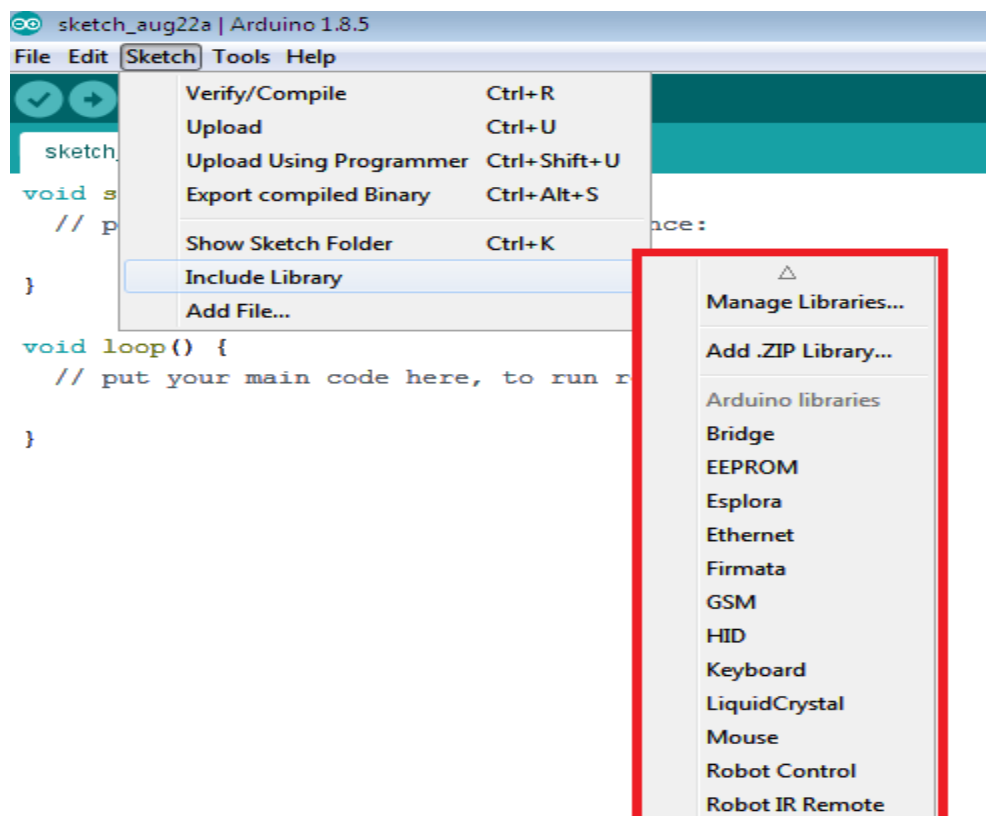 sketch_aug22a | Arduino 1.8.5
File Edit Sketch Tools Help
Verify/Compile Ctrl+R
Upload Ctrl+U
Upload Using Programmer Ctrl+Shift+U
Export compiled Binary Ctrl+Alt+S
Show Sketch Folder Ctrl+K
Include Library
Add File...
sketch_
void s
// p nce:
}
void loop() {
// put your main code here, to run r
}
Manage Libraries...
Add .ZIP Library...
Arduino libraries
Bridge
EEPROM
Esplora
Ethernet
Firmata
GSM
HID
Keyboard
LiquidCrystal
Mouse
Robot Control
Robot IR Remote